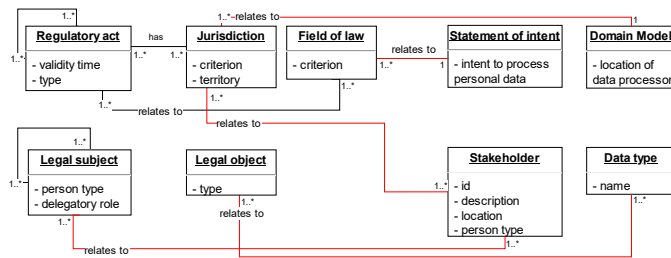 1..*
relates to
1..*
1
Regulatory act
- validity time
- type
1..*
has
1..*
1..*
Jurisdiction
- criterion
- territory
Field of law
- criterion
relates to
1..*
1
Statement of intent
- intent to process
personal data
Domain Model
- location of
data processor
1..*
relates to
1..*
1..*
relates to
1..*
1..*
Legal subject
- person type
- delegatory role
1..*
1..*
Legal object
- type
1..*
relates to
Stakeholder
- id
- description
- location
- person type
1..*
1..*
Data type
- name
1..*
relates to